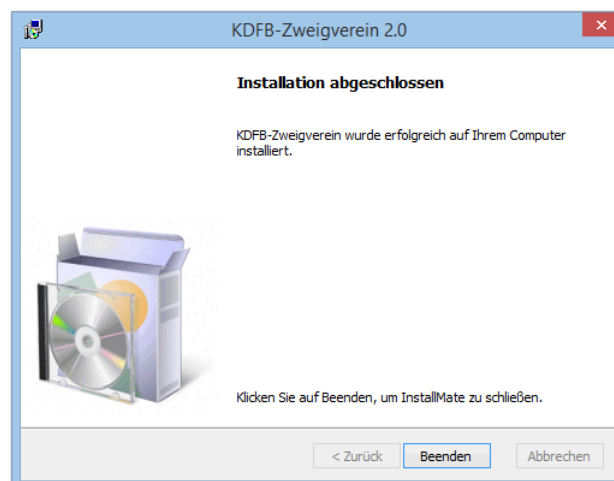 KDFB-Zweigverein 2.0
Installation abgeschlossen
KDFB-Zweigverein wurde erfolgreich auf Ihrem Computer
installiert.
Klicken Sie auf Beenden, um InstallMate zu schließen.
< Zurück Beenden Abbrechen